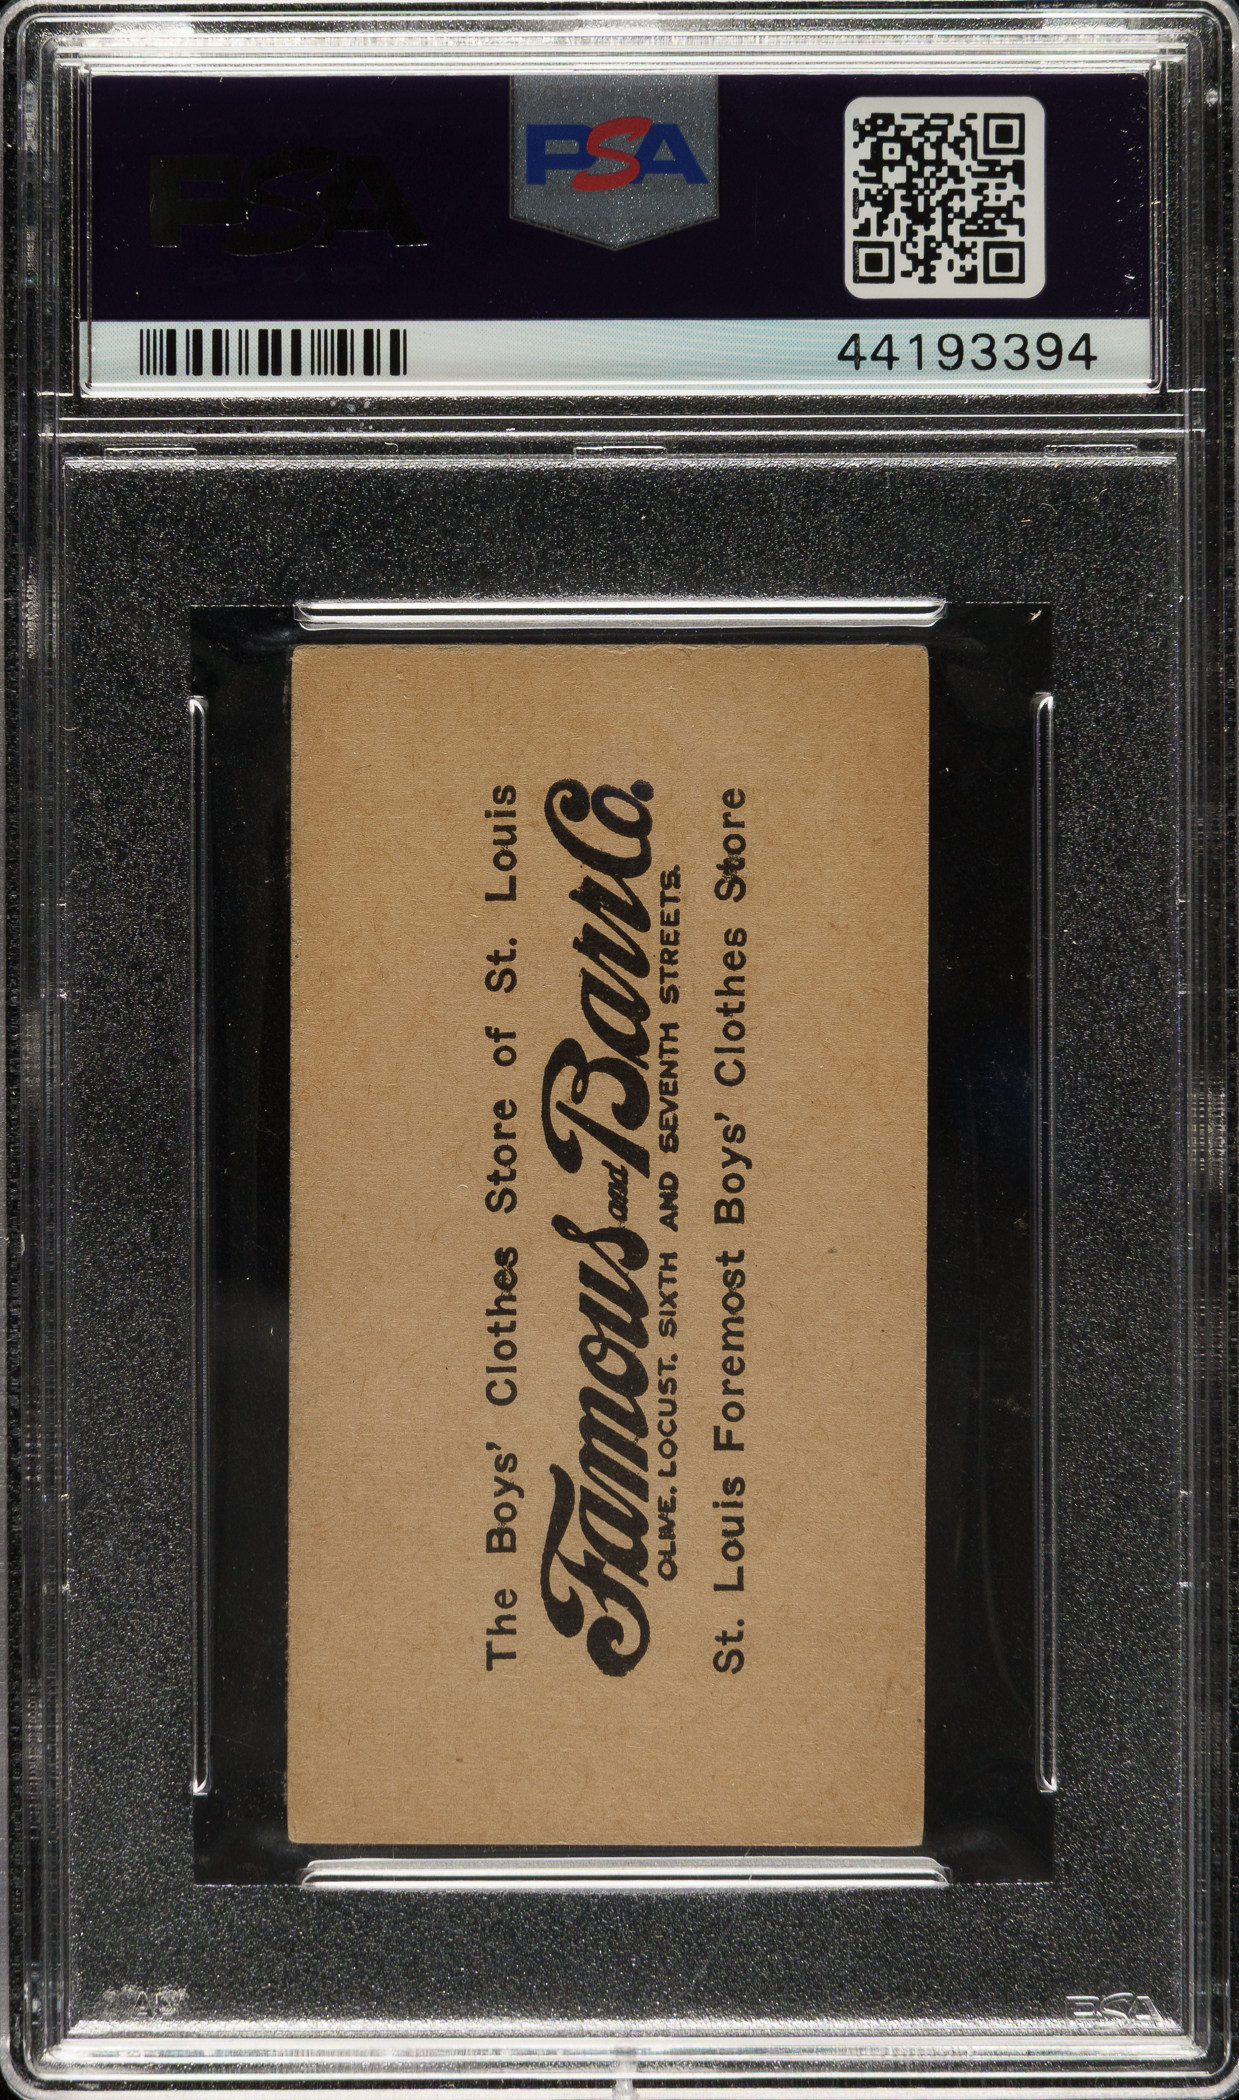 PSA
PSA
44193394
The Boys' Clothes Store of St. Louis
Famous and Barr Co.
OLIVE, LOCUST, SIXTH AND SEVENTH STREETS.
St. Louis Foremost Boys' Clothes Store
PSA